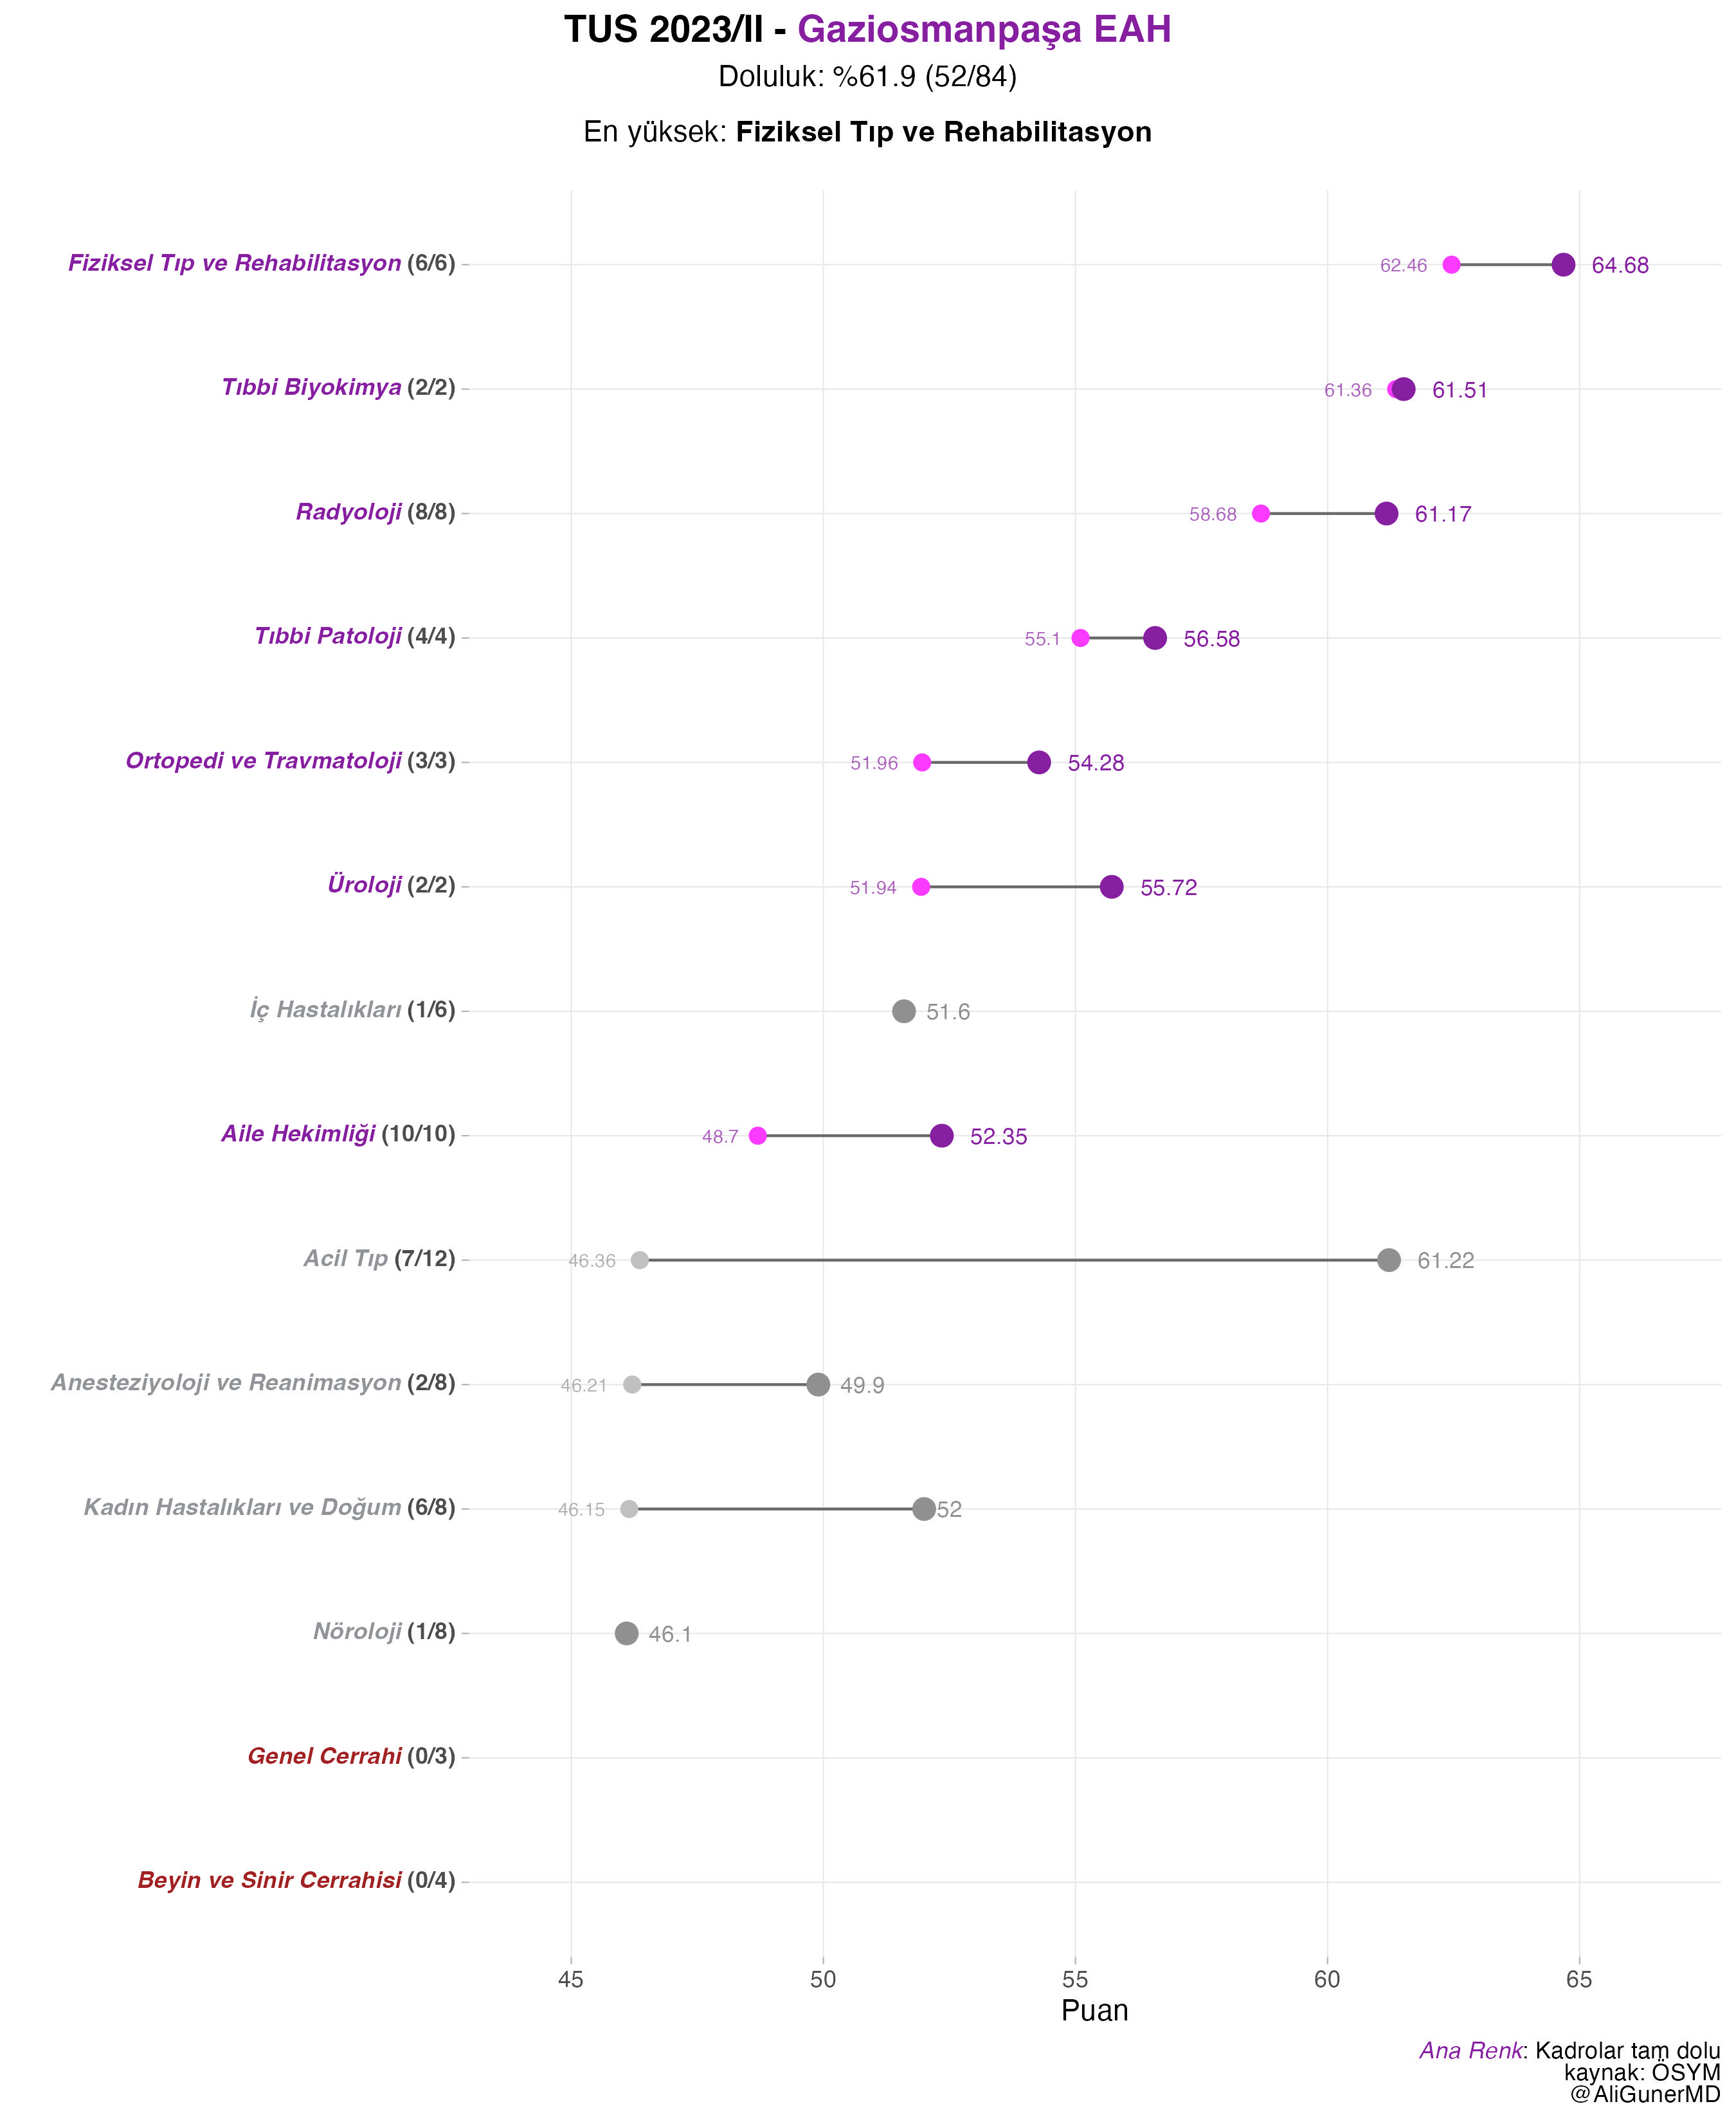 TUS 2023/II - Gaziosmanpaşa EAH
Doluluk: %61.9 (52/84)
En yüksek: Fiziksel Tıp ve Rehabilitasyon
Fiziksel Tıp ve Rehabilitasyon (6/6) 62.46 64.68
Tıbbi Biyokimya (2/2) 61.36 61.51
Radyoloji (8/8) 58.68 61.17
Tıbbi Patoloji (4/4) 55.1 56.58
Ortopedi ve Travmatoloji (3/3) 51.96 54.28
Üroloji (2/2) 51.94 55.72
İç Hastalıkları (1/6) 51.6
Aile Hekimliği (10/10) 48.7 52.35
Acil Tıp (7/12) 46.36 61.22
Anesteziyoloji ve Reanimasyon (2/8) 46.21 49.9
Kadın Hastalıkları ve Doğum (6/8) 46.15 52
Nöroloji (1/8) 46.1
Genel Cerrahi (0/3)
Beyin ve Sinir Cerrahisi (0/4)
45 50 55 60 65
Puan
Ana Renk: Kadrolar tam dolu
kaynak: ÖSYM
@AliGunerMD